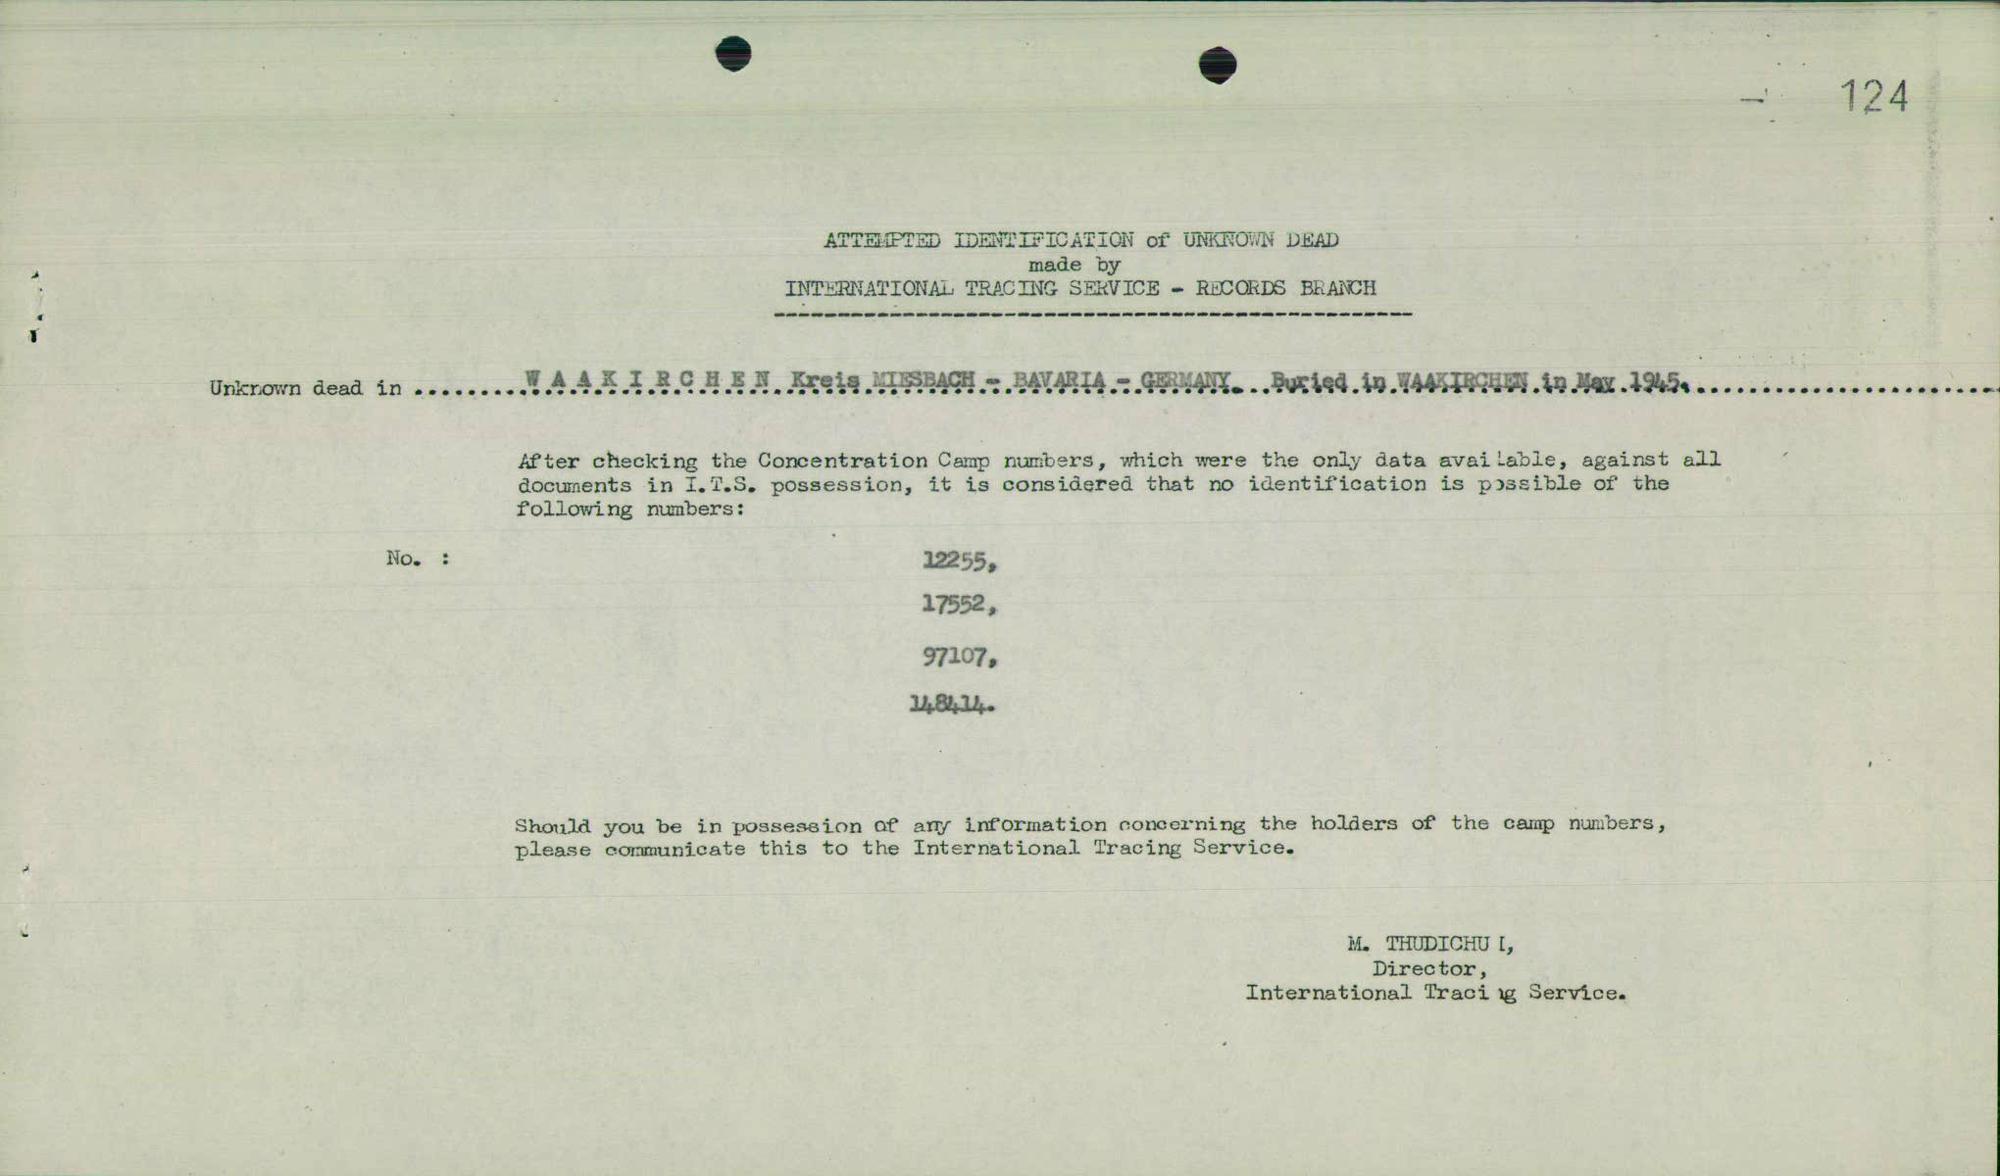 124
ATTEMPTED IDENTIFICATION of UNKNOWN DEAD
made by
INTERNATIONAL TRACING SERVICE - RECORDS BRANCH
Unknown dead in ........W A A K I R C H E N Kreis MIESBACH - BAVARIA - GERMANY. Buried in WAAKIRCHEN in May 1945.
After checking the Concentration Camp numbers, which were the only data available, against all
documents in I.T.S. possession, it is considered that no identification is possible of the
following numbers:
No. : 12255,
17552,
97107,
148414.
Should you be in possession of any information concerning the holders of the camp numbers,
please communicate this to the International Tracing Service.
M. THUDICHUM,
Director,
International Tracing Service.